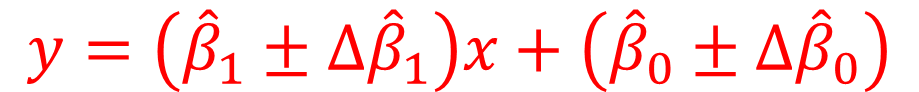 y = (β̂₁ ± Δβ̂₁)x + (β̂₀ ± Δβ̂₀)